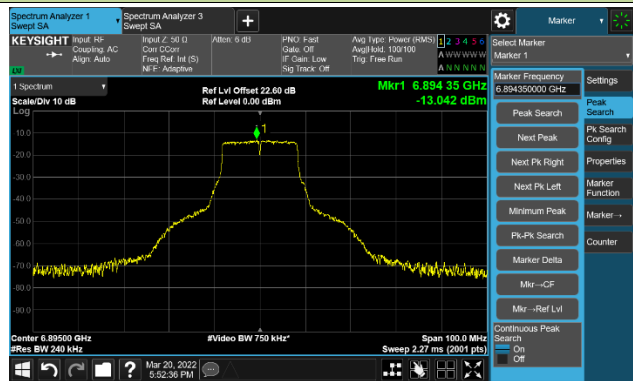 Spectrum Analyzer 1
Swept SA
Spectrum Analyzer 3
Swept SA
+
Marker
KEYSIGHT
Input: RF
Coupling: AC
Align: Auto
Input Z: 50 Ω
Corr CCorr
Freq Ref: Int (S)
NFE: Adaptive
Atten: 6 dB
PNO: Fast
Gate: Off
IF Gain: Low
Sig Track: Off
Avg Type: Power (RMS)
Avg|Hold: 100/100
Trig: Free Run
1 2 3 4 5 6
A W W W W W
A N N N N N
Select Marker
Marker 1
1 Spectrum
Scale/Div 10 dB
Log
Ref Lvl Offset 22.60 dB
Ref Level 0.00 dBm
Mkr1 6.894 35 GHz
-13.042 dBm
1
-10.0
-20.0
-30.0
-40.0
-50.0
-60.0
-70.0
-80.0
-90.0
Center 6.89500 GHz
#Res BW 240 kHz
#Video BW 750 kHz*
Span 100.0 MHz
Sweep 2.27 ms (2001 pts)
Marker Frequency
6.894350000 GHz
Peak Search
Next Peak
Next Pk Right
Next Pk Left
Minimum Peak
Pk-Pk Search
Marker Delta
Mkr→CF
Mkr→Ref Lvl
Continuous Peak
Search
On
Off
Settings
Peak
Search
Pk Search
Config
Properties
Marker
Function
Marker→
Counter
?
Mar 20, 2022
5:52:36 PM